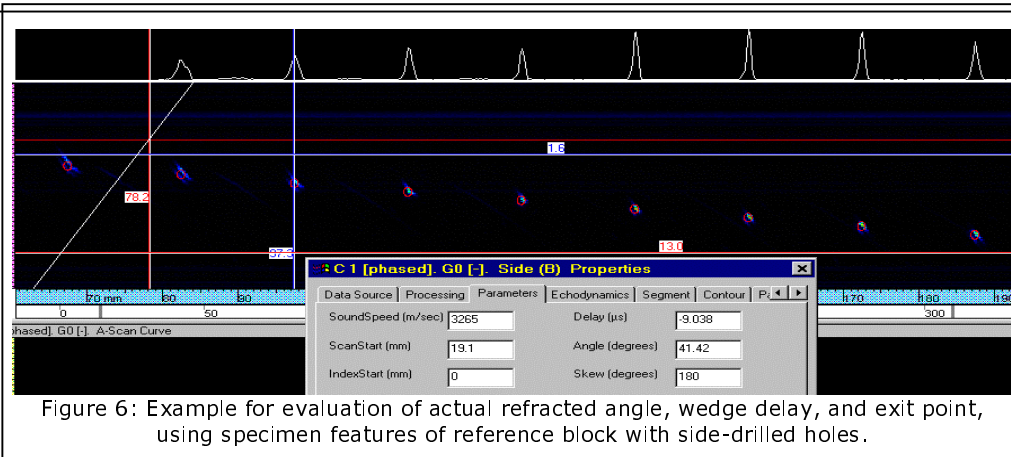 1.6
78.2
13.0
97.3
C 1 [phased]. G0 [-]. Side (B) Properties
Data Source Processing Parameters Echodynamics Segment Contour
SoundSpeed (m/sec) 3265 Delay (µs) -9.038
ScanStart (mm) 19.1 Angle (degrees) 41.42
IndexStart (mm) 0 Skew (degrees) 180
70 mm 80 90 170 180 190
0 50 300
phased]. G0 [-]. A-Scan Curve
Figure 6: Example for evaluation of actual refracted angle, wedge delay, and exit point,
using specimen features of reference block with side-drilled holes.